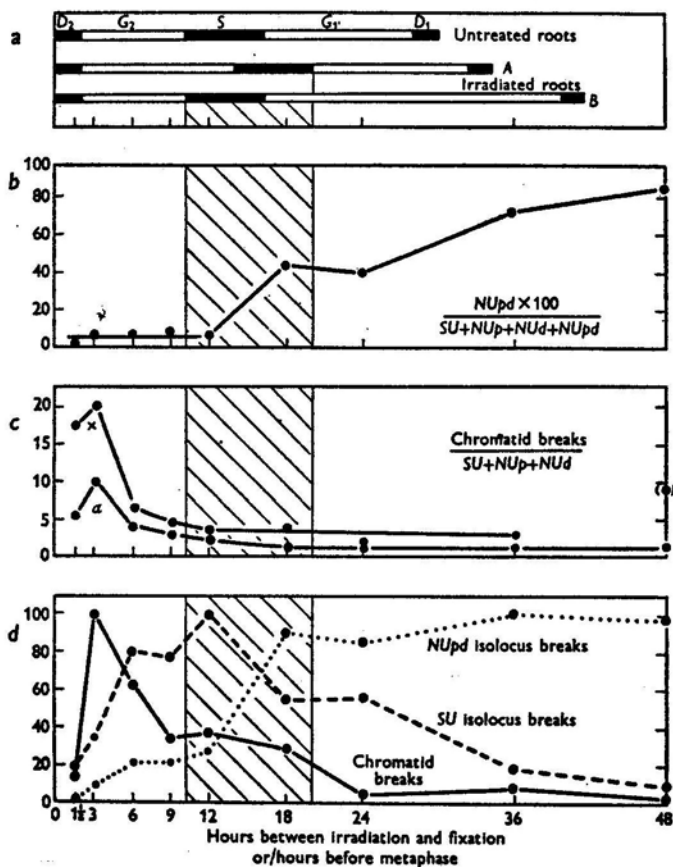 a
D2 G2 S G1' D1
Untreated roots
A
Irradiated roots
B
b
100
80
60
40
20
0
NUpd × 100
SU+NUp+NUd+NUpd
c
20
15
10
5
0
x
a
Chromatid breaks
SU+NUp+NUd
d
100
80
60
40
20
0
NUpd isolocus breaks
SU isolocus breaks
Chromatid
breaks
0 3 6 9 12 18 24 36 48
Hours between irradiation and fixation
or/hours before metaphase